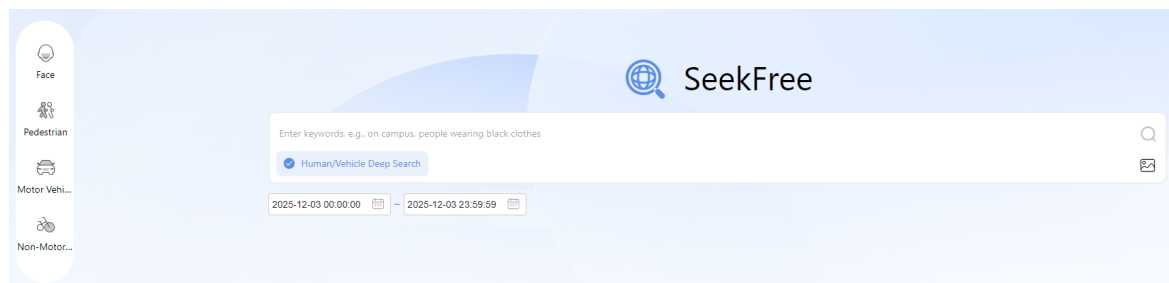 Face
Pedestrian
Motor Vehi...
Non-Motor...
SeekFree
Enter keywords, e.g., on campus, people wearing black clothes
Human/Vehicle Deep Search
2025-12-03 00:00:00 ~ 2025-12-03 23:59:59